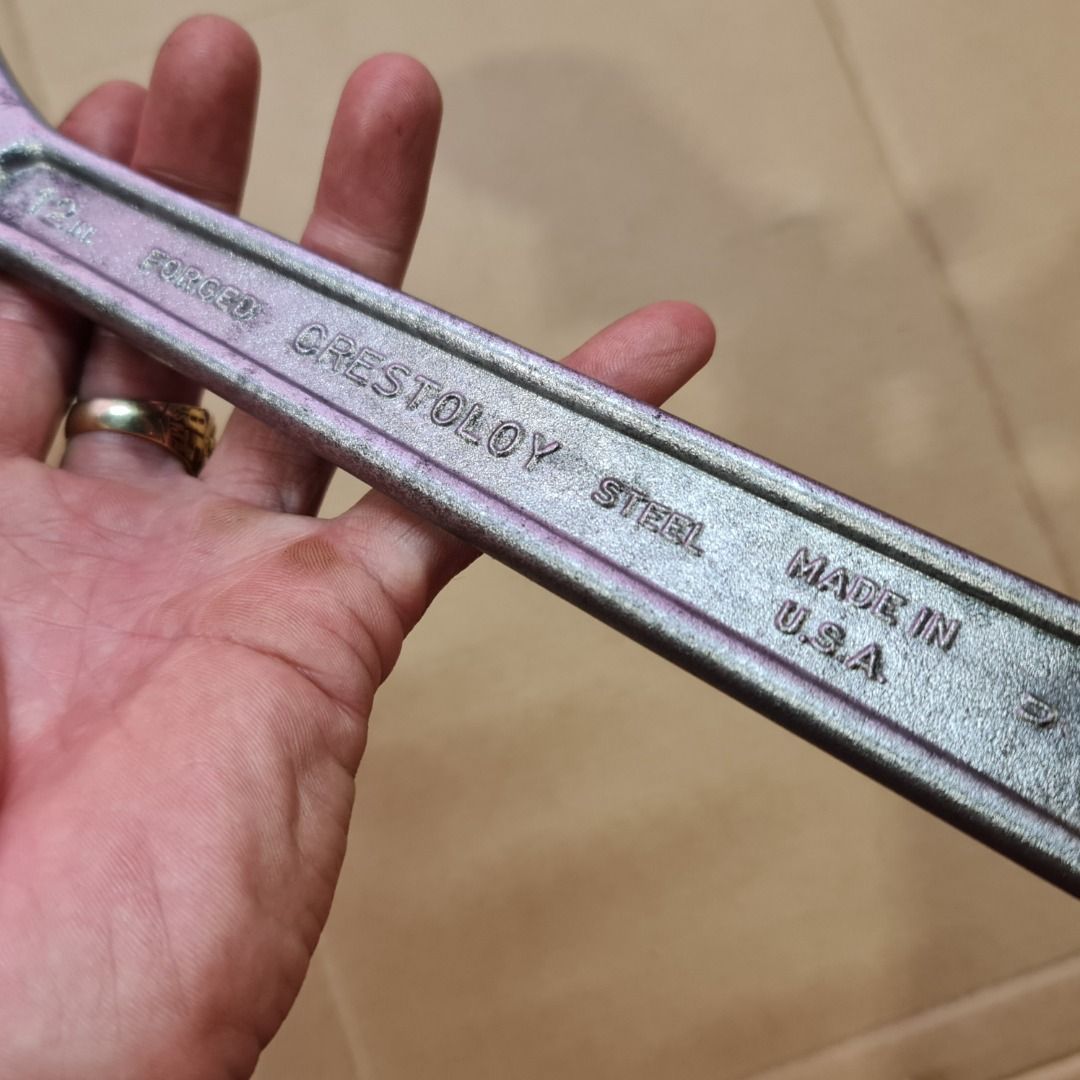 12 IN. FORGED CRESTOLOY STEEL MADE IN
U.S.A.